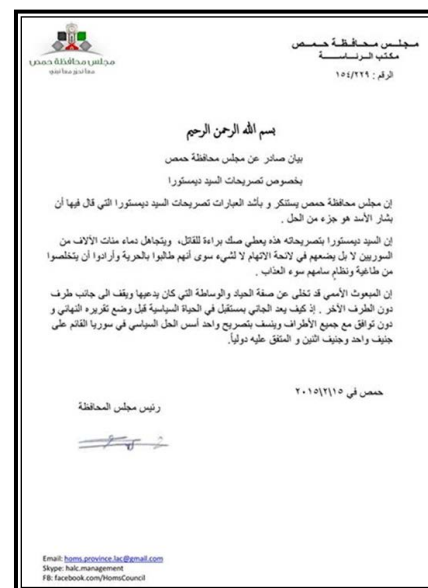 مجلس محافظة حمص
مكتب الرئاسة
الرقم : ١٥٤/٢٢٩
مجلس محافظة حمص
معاً نحرر معاً نبني
بسم الله الرحمن الرحيم
بيان صادر عن مجلس محافظة حمص
بخصوص تصريحات السيد ديمستورا
إن مجلس محافظة حمص يستنكر و بأشد العبارات تصريحات السيد ديمستورا التي قال فيها أن
بشار الأسد هو جزء من الحل .
إن السيد ديمستورا بتصريحاته هذه يعطي صك براءة للقاتل، ويتجاهل دماء مئات الآلاف من
السوريين لا بل يضعهم في لائحة الاتهام لا لشيء سوى أنهم طالبوا بالحرية وأرادوا أن يتخلصوا
من طاغية ونظام سامهم سوء العذاب .
إن المبعوث الأممي قد تخلى عن صفة الحياد والوساطة التي كان يدعيها ويقف الى جانب طرف
دون الطرف الآخر . إذ كيف يعد الجاني بمستقبل في الحياة السياسية قبل وضع تقريره النهائي و
دون توافق مع جميع الأطراف وينسف بتصريح واحد أسس الحل السياسي في سوريا القائم على
جنيف واحد وجنيف اثنين و المتفق عليه دولياً.
حمص في ٢٠١٥\٢\١٥
رئيس مجلس المحافظة
Email: homs.province.lac@gmail.com
Skype: halc.management
FB: facebook.com/HomsCouncil